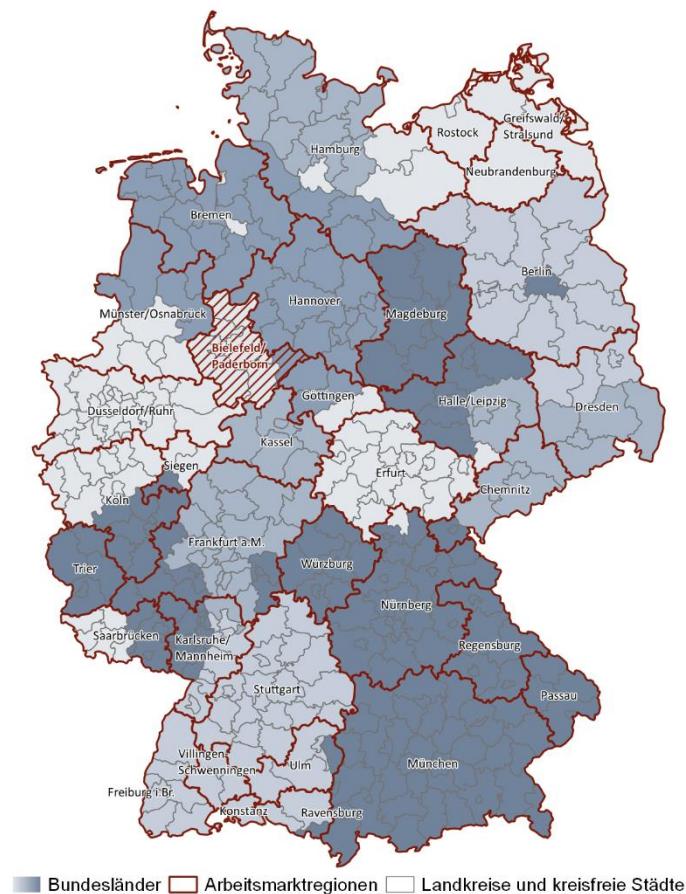 Hamburg
Rostock
Greifswald/
Stralsund
Neubrandenburg
Bremen
Berlin
Hannover
Magdeburg
Münster/Osnabrück
Bielefeld/
Paderborn
Göttingen
Halle/Leipzig
Dresden
Düsseldorf/Ruhr
Kassel
Siegen
Erfurt
Köln
Chemnitz
Frankfurt a.M.
Trier
Würzburg
Nürnberg
Saarbrücken
Karlsruhe/
Mannheim
Regensburg
Stuttgart
Passau
Villingen-
Schwenningen
Ulm
München
Freiburg i.Br.
Konstanz
Ravensburg
Bundesländer Arbeitsmarktregionen Landkreise und kreisfreie Städte